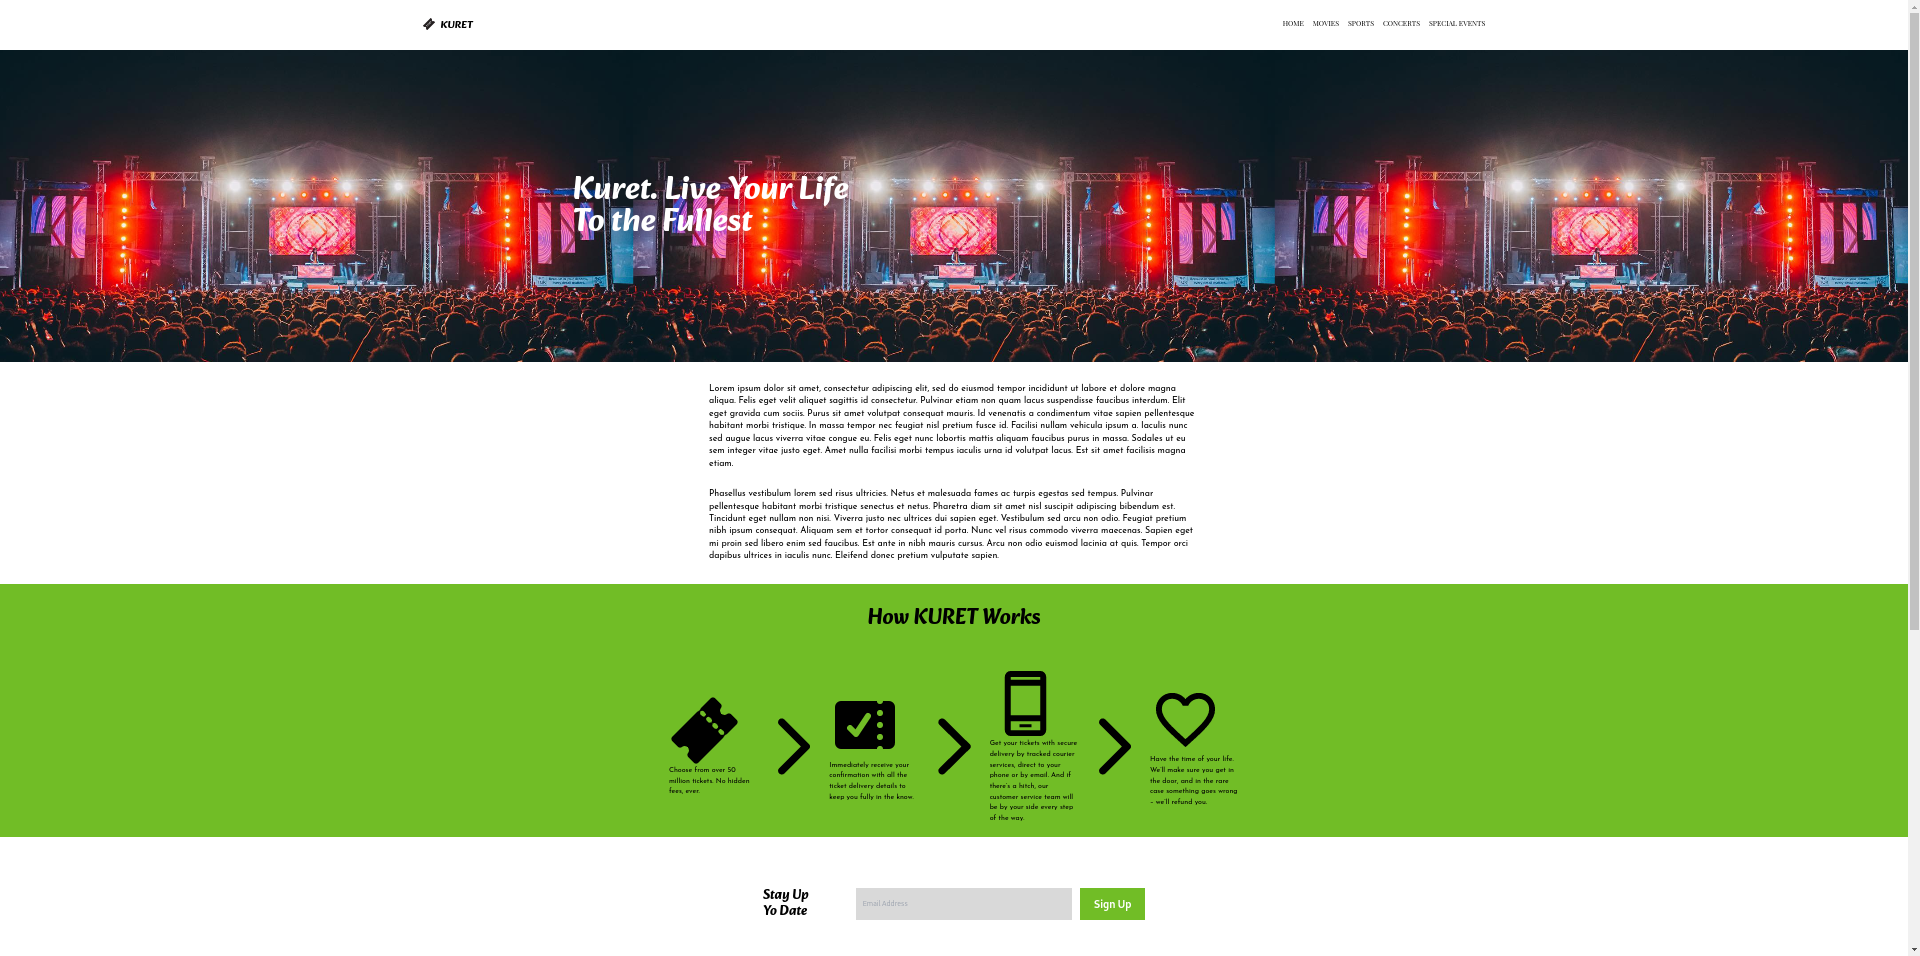 KURET
HOME MOVIES SPORTS CONCERTS SPECIAL EVENTS
Kuret. Live Your Life
To the Fullest
Lorem ipsum dolor sit amet, consectetur adipiscing elit, sed do eiusmod tempor incididunt ut labore et dolore magna
aliqua. Felis eget velit aliquet sagittis id consectetur. Pulvinar etiam non quam lacus suspendisse faucibus interdum. Elit
eget gravida cum sociis. Purus sit amet volutpat consequat mauris. Id venenatis a condimentum vitae sapien pellentesque
habitant morbi tristique. In massa tempor nec feugiat nisl pretium fusce id. Facilisi nullam vehicula ipsum a. Iaculis nunc
sed augue lacus viverra vitae congue eu. Felis eget nunc lobortis mattis aliquam faucibus purus in massa. Sodales ut eu
sem integer vitae justo eget. Amet nulla facilisi morbi tempus iaculis urna id volutpat lacus. Est sit amet facilisis magna
etiam.
Phasellus vestibulum lorem sed risus ultricies. Netus et malesuada fames ac turpis egestas sed tempus. Pulvinar
pellentesque habitant morbi tristique senectus et netus. Pharetra diam sit amet nisl suscipit adipiscing bibendum est.
Tincidunt eget nullam non nisi. Viverra justo nec ultrices dui sapien eget. Vestibulum sed arcu non odio. Feugiat pretium
nibh ipsum consequat. Aliquam sem et tortor consequat id porta. Nunc vel risus commodo viverra maecenas. Sapien eget
mi proin sed libero enim sed faucibus. Est ante in nibh mauris cursus. Arcu non odio euismod lacinia at quis. Tempor orci
dapibus ultrices in iaculis nunc. Eleifend donec pretium vulputate sapien.
How KURET Works
Choose from over 50
million tickets. No hidden
fees, ever.
Immediately receive your
confirmation with all the
ticket delivery details to
keep you fully in the know.
Get your tickets with secure
delivery by tracked courier
services, direct to your
phone or by email. And if
there's a hitch, our
customer service team will
be by your side every step
of the way.
Have the time of your life.
We'll make sure you get in
the door, and in the rare
case something goes wrong
– we'll refund you.
Stay Up
Yo Date
Email Address
Sign Up